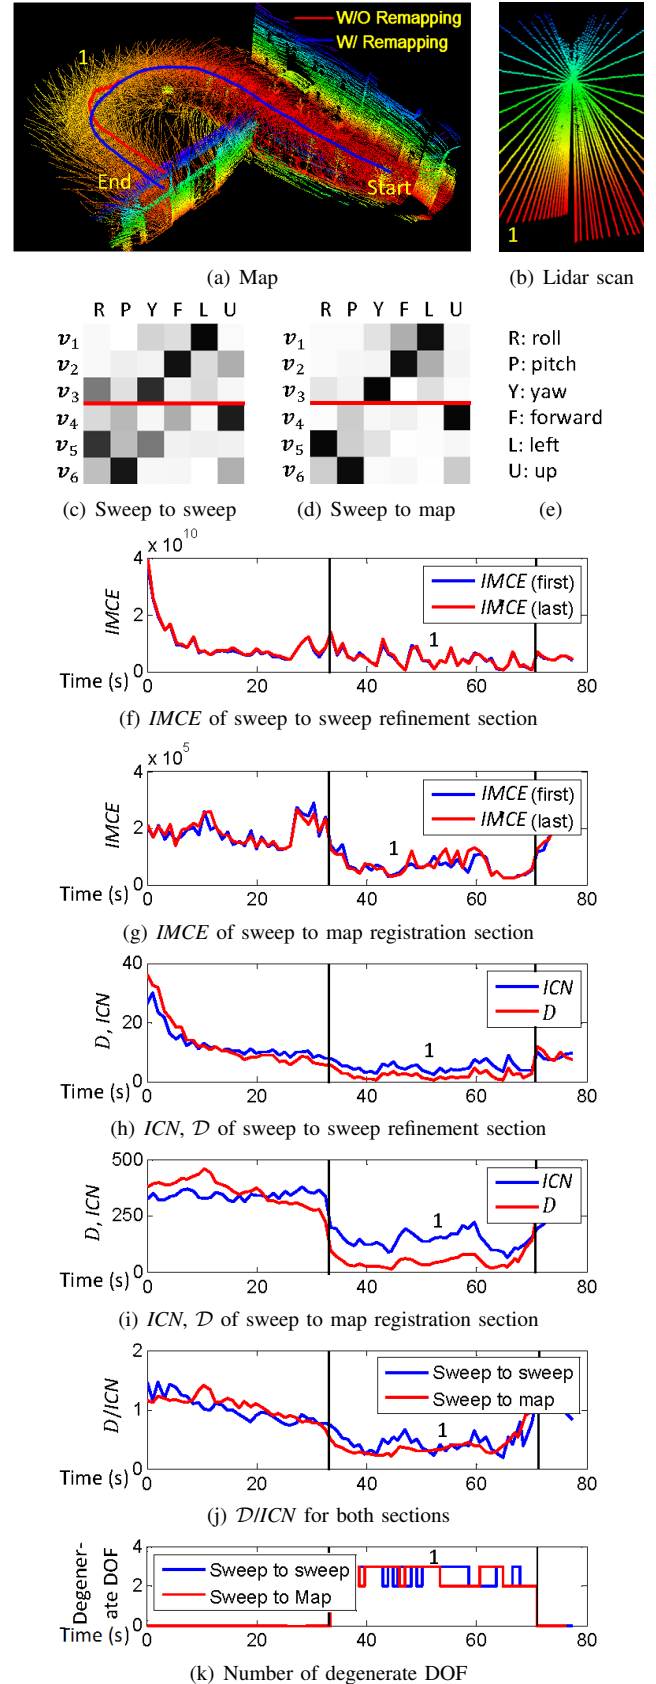 W/O Remapping
W/ Remapping
1
End
Start
1
(a) Map
(b) Lidar scan
R P Y F L U
v1
v2
v3
v4
v5
v6
(c) Sweep to sweep
R P Y F L U
v1
v2
v3
v4
v5
v6
(d) Sweep to map
R: roll
P: pitch
Y: yaw
F: forward
L: left
U: up
(e)
x 10^10
4
2
0
IMCE
IMCE (first)
IMCE (last)
1
Time (s)
0 20 40 60 80
(f) IMCE of sweep to sweep refinement section
x 10^5
4
2
0
IMCE
IMCE (first)
IMCE (last)
1
Time (s)
0 20 40 60 80
(g) IMCE of sweep to map registration section
40
20
0
D, ICN
ICN
D
1
Time (s)
0 20 40 60 80
(h) ICN, D of sweep to sweep refinement section
500
250
0
D, ICN
ICN
D
1
Time (s)
0 20 40 60 80
(i) ICN, D of sweep to map registration section
2
1
0
D/ICN
Sweep to sweep
Sweep to map
1
Time (s)
0 20 40 60 80
(j) D/ICN for both sections
4
2
0
Degener-
ate DOF
Sweep to sweep
Sweep to Map
1
Time (s)
0 20 40 60 80
(k) Number of degenerate DOF